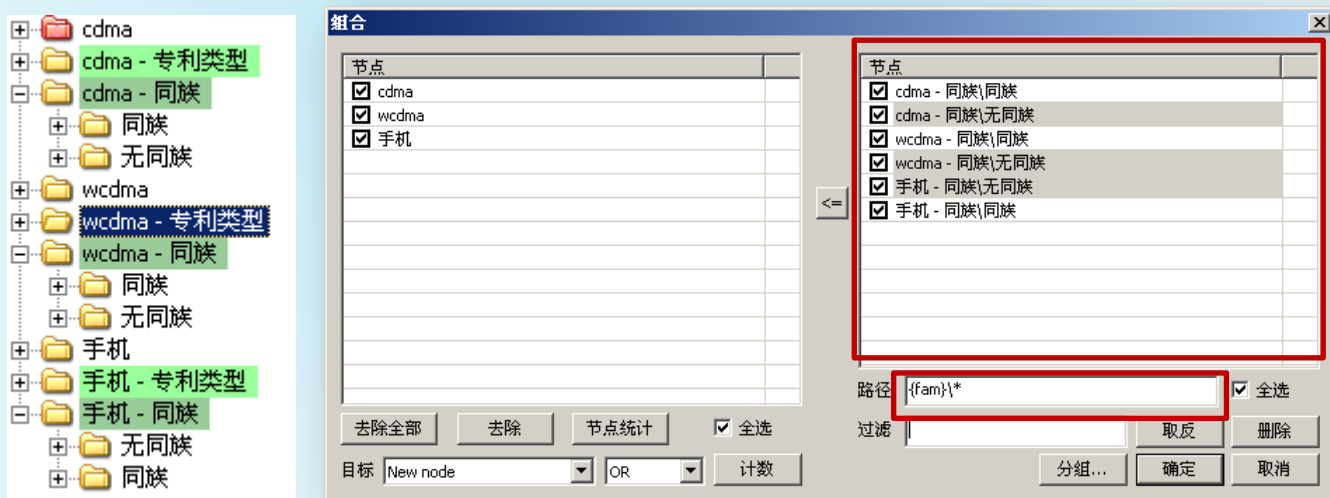 cdma
cdma - 专利类型
cdma - 同族
同族
无同族
wcdma
wcdma - 专利类型
wcdma - 同族
同族
无同族
手机
手机 - 专利类型
手机 - 同族
无同族
同族
组合
节点
cdma
wcdma
手机
去除全部
去除
节点统计
全选
目标
New node
OR
计数
<=
节点
cdma - 同族\同族
cdma - 同族\无同族
wcdma - 同族\同族
wcdma - 同族\无同族
手机 - 同族\无同族
手机 - 同族\同族
路径
{fam}\*
全选
过滤
取反
删除
分组...
确定
取消